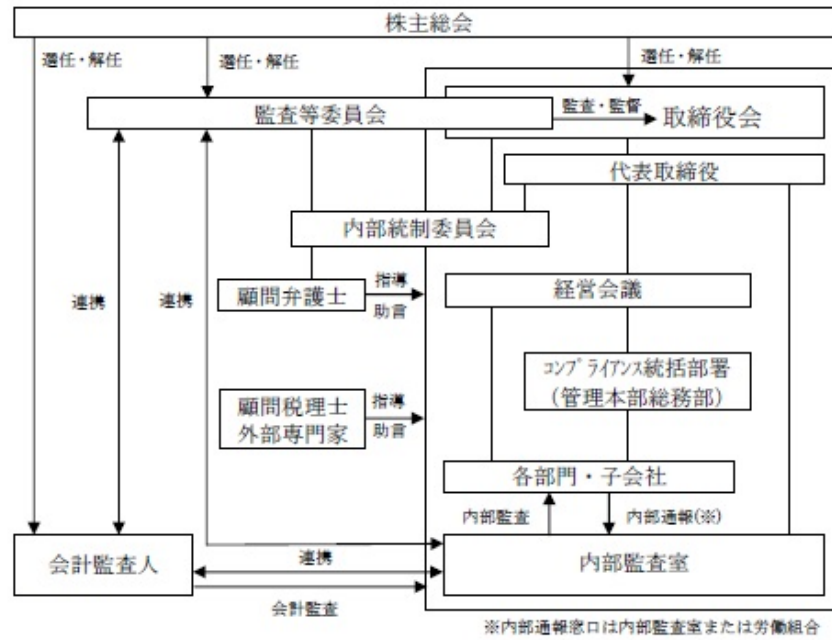 株主総会
選任・解任
選任・解任
選任・解任
監査等委員会
監査・監督
取締役会
代表取締役
内部統制委員会
連携
連携
顧問弁護士
指導
助言
経営会議
ｺﾝﾌﾟﾗｲｱﾝｽ統括部署
(管理本部総務部)
顧問税理士
外部専門家
指導
助言
各部門・子会社
内部監査
内部通報(※)
会計監査人
連携
会計監査
内部監査室
※内部通報窓口は内部監査室または労働組合